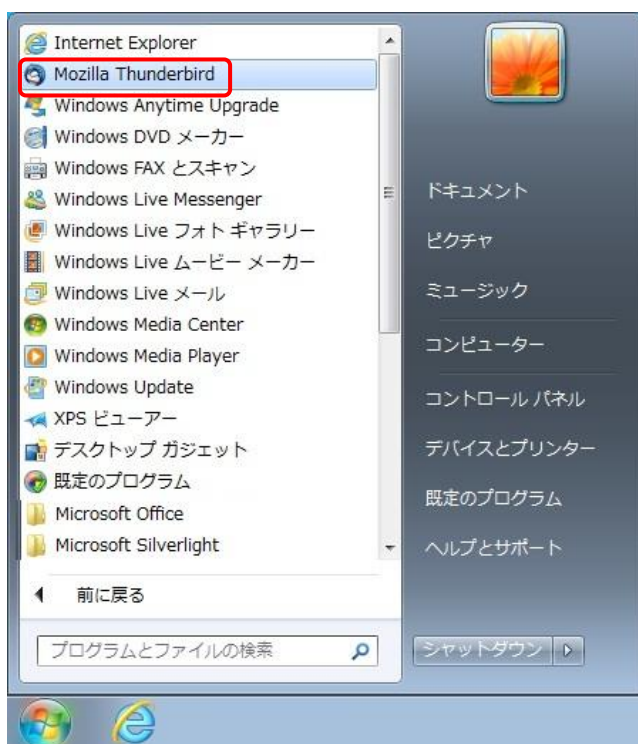 Internet Explorer
Mozilla Thunderbird
Windows Anytime Upgrade
Windows DVD メーカー
Windows FAX とスキャン
Windows Live Messenger
Windows Live フォト ギャラリー
Windows Live ムービー メーカー
Windows Live メール
Windows Media Center
Windows Media Player
Windows Update
XPS ビューアー
デスクトップ ガジェット
既定のプログラム
Microsoft Office
Microsoft Silverlight
前に戻る
プログラムとファイルの検索
ドキュメント
ピクチャ
ミュージック
コンピューター
コントロール パネル
デバイスとプリンター
既定のプログラム
ヘルプとサポート
シャットダウン